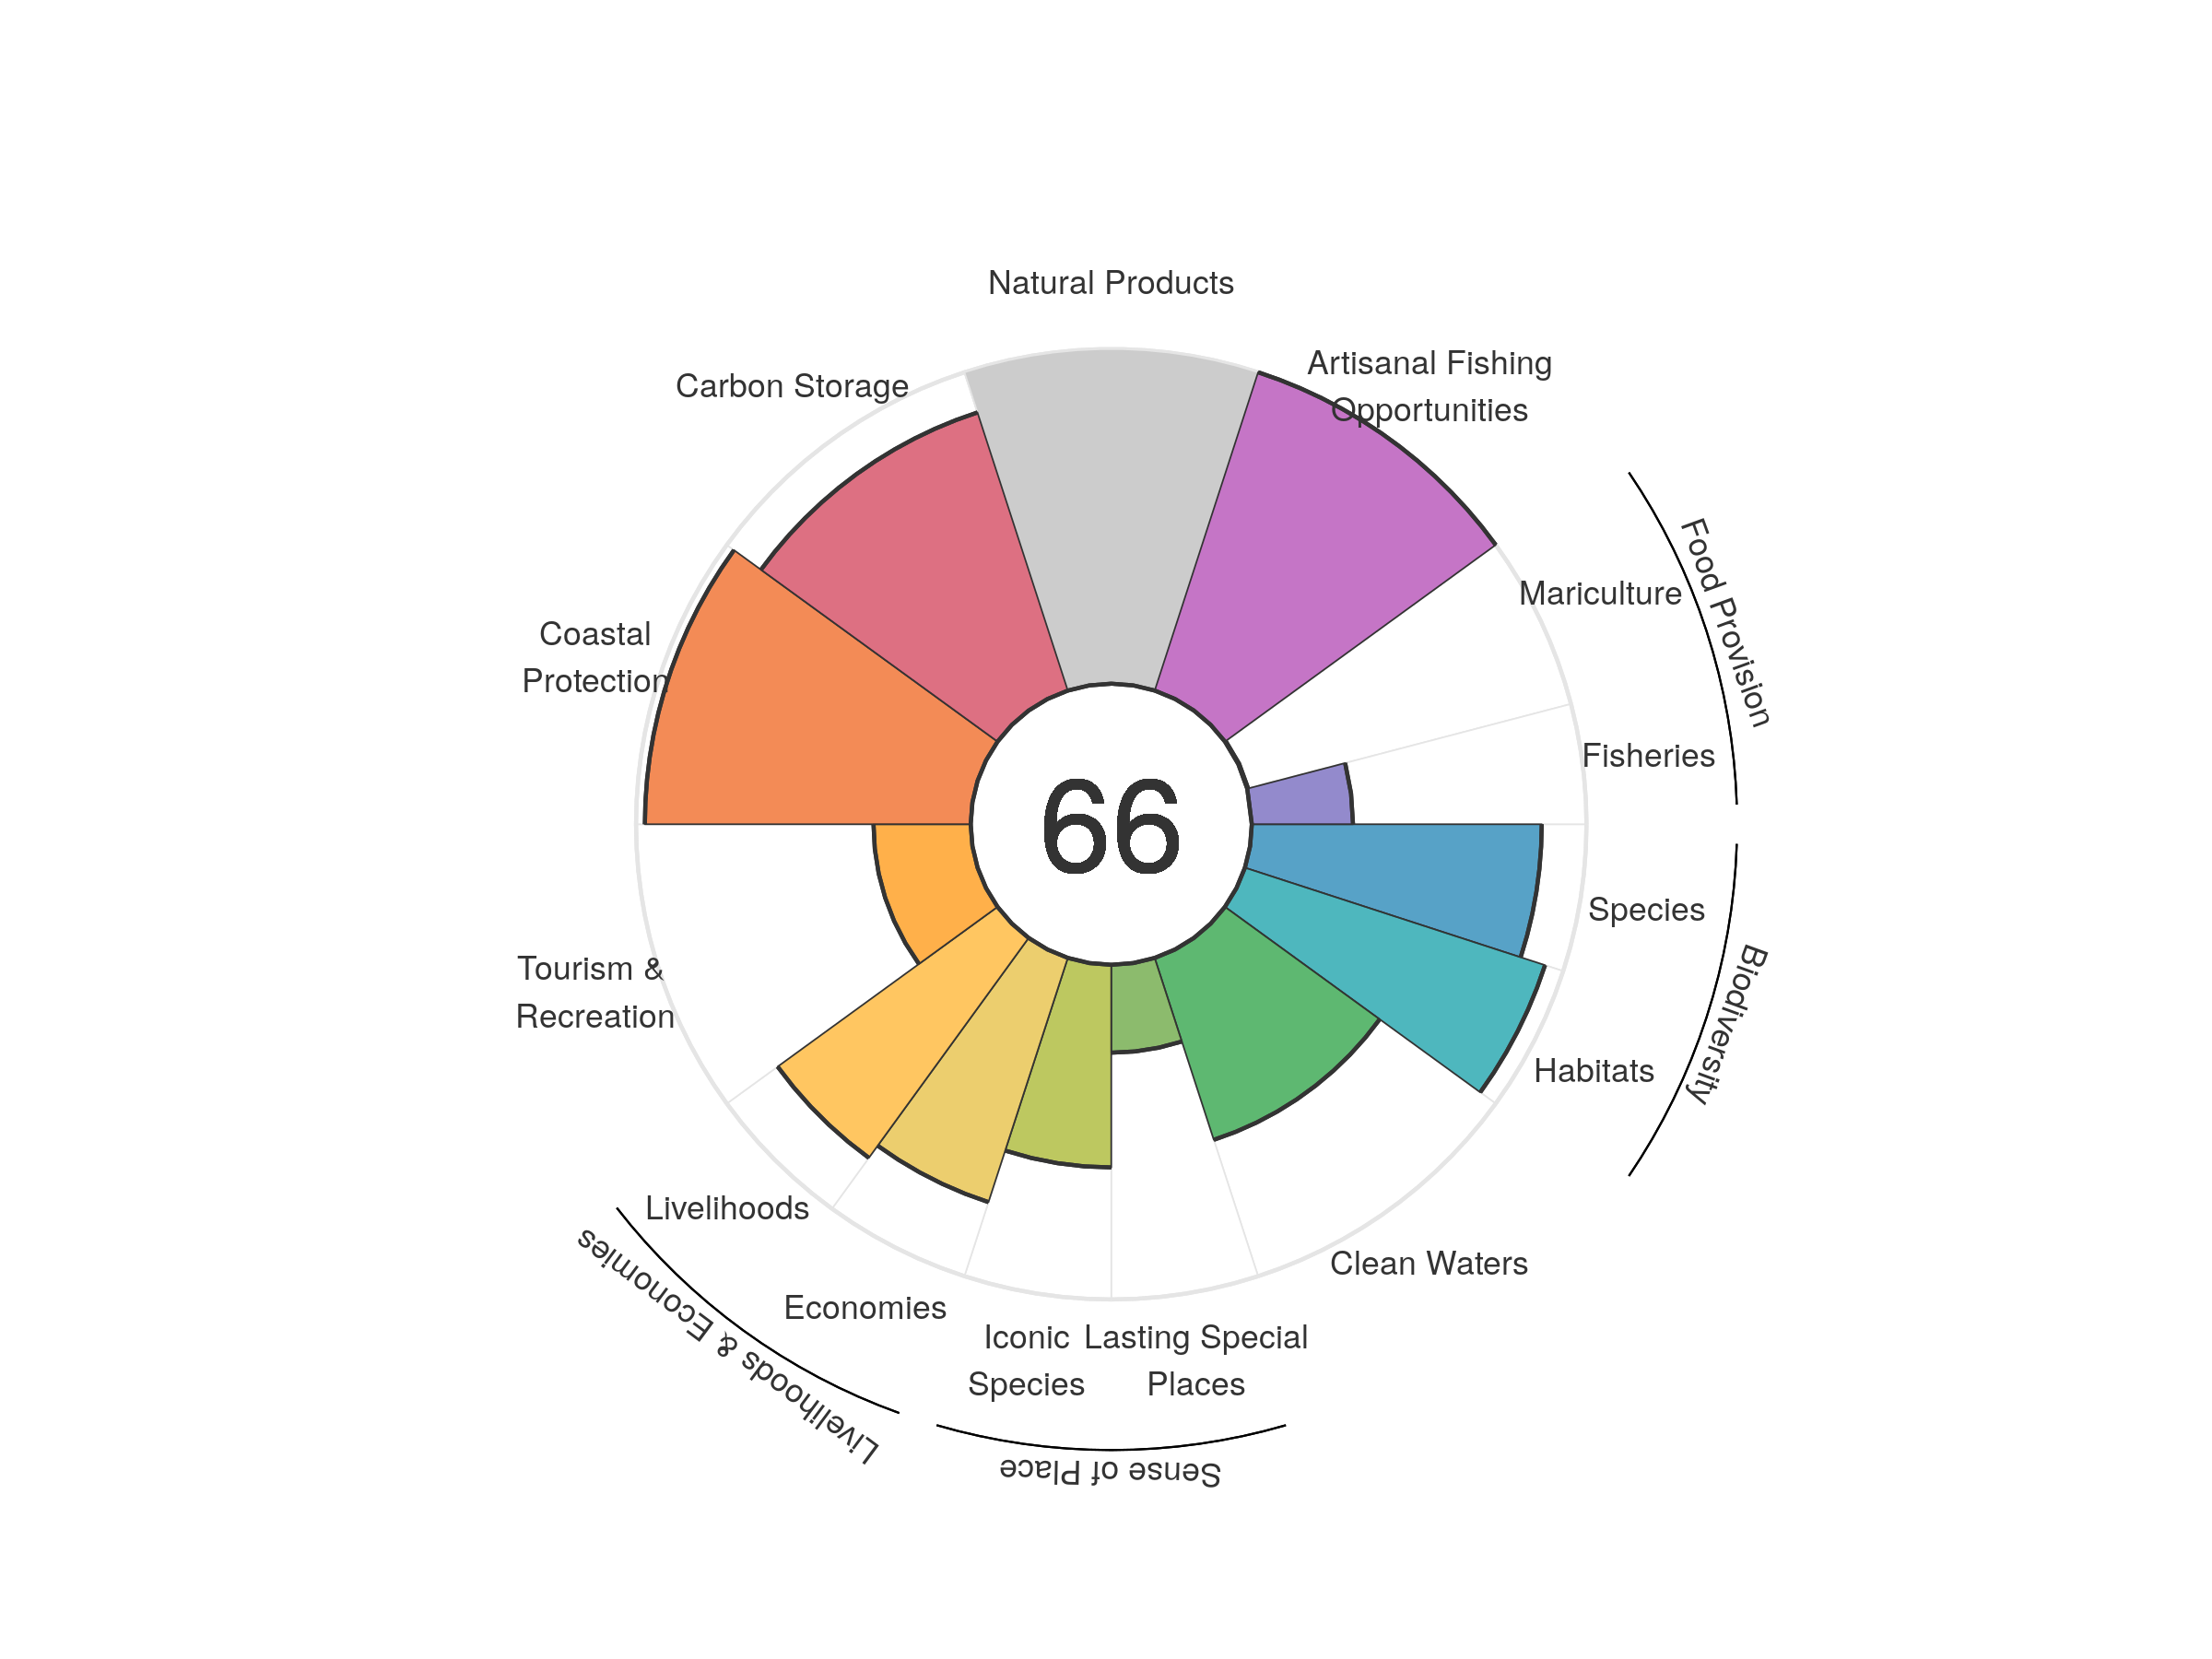 Natural Products
Artisanal Fishing
Opportunities
Carbon Storage
Mariculture
Food Provision
Coastal
Protection
Fisheries
66
Species
Biodiversity
Tourism &
Recreation
Habitats
Livelihoods
Clean Waters
Livelihoods & Economies
Economies
Iconic
Species
Lasting Special
Places
Sense of Place